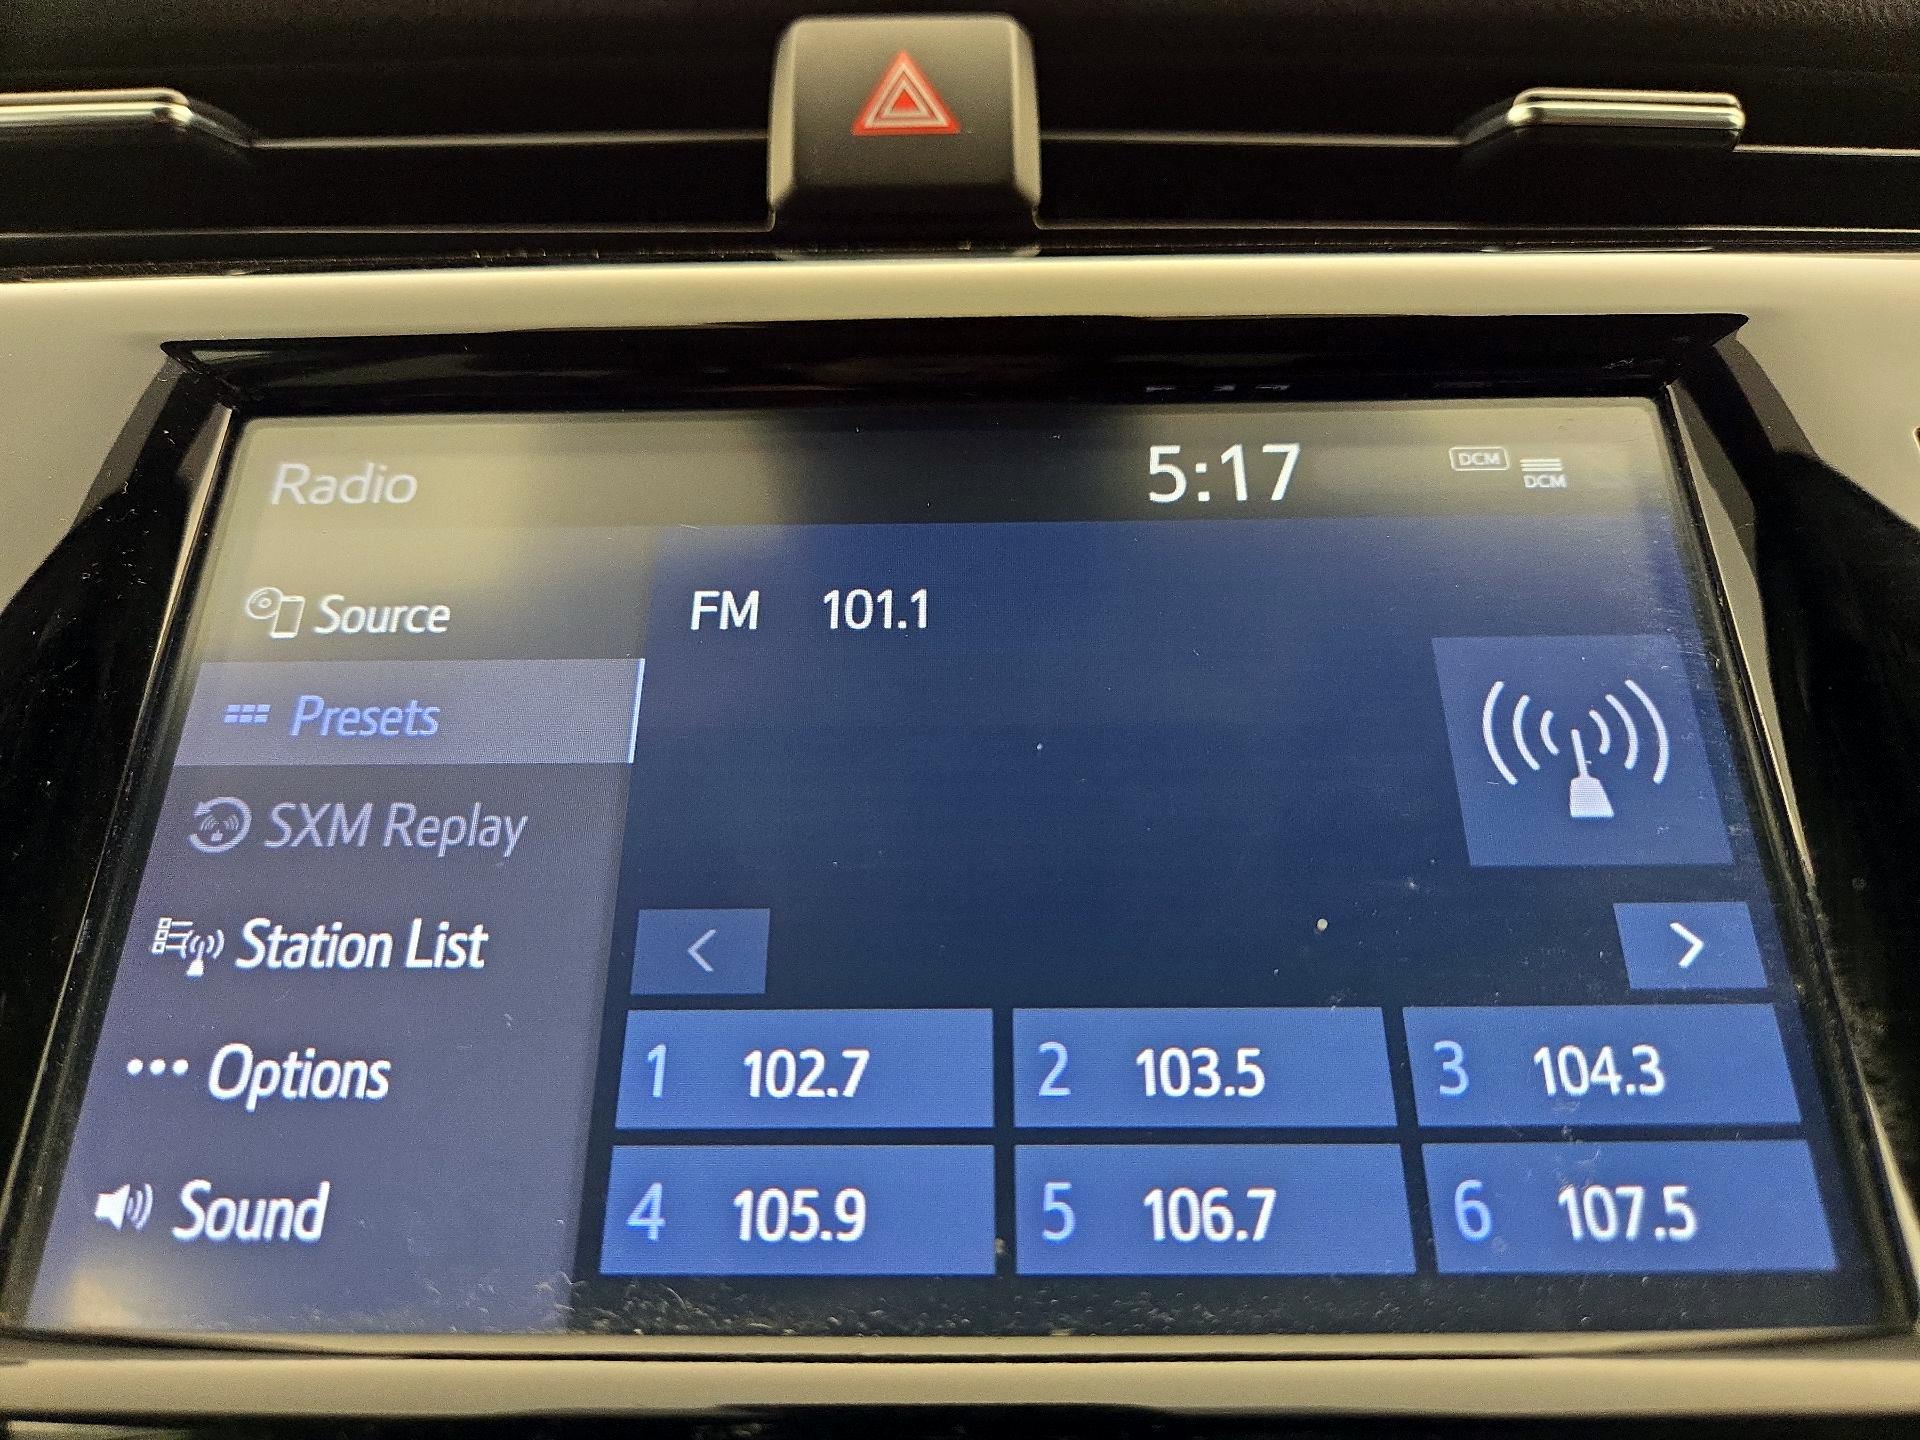 Radio
5:17
DCM
DCM
Source
FM 101.1
Presets
SXM Replay
Station List
Options
1 102.7
2 103.5
3 104.3
Sound
4 105.9
5 106.7
6 107.5